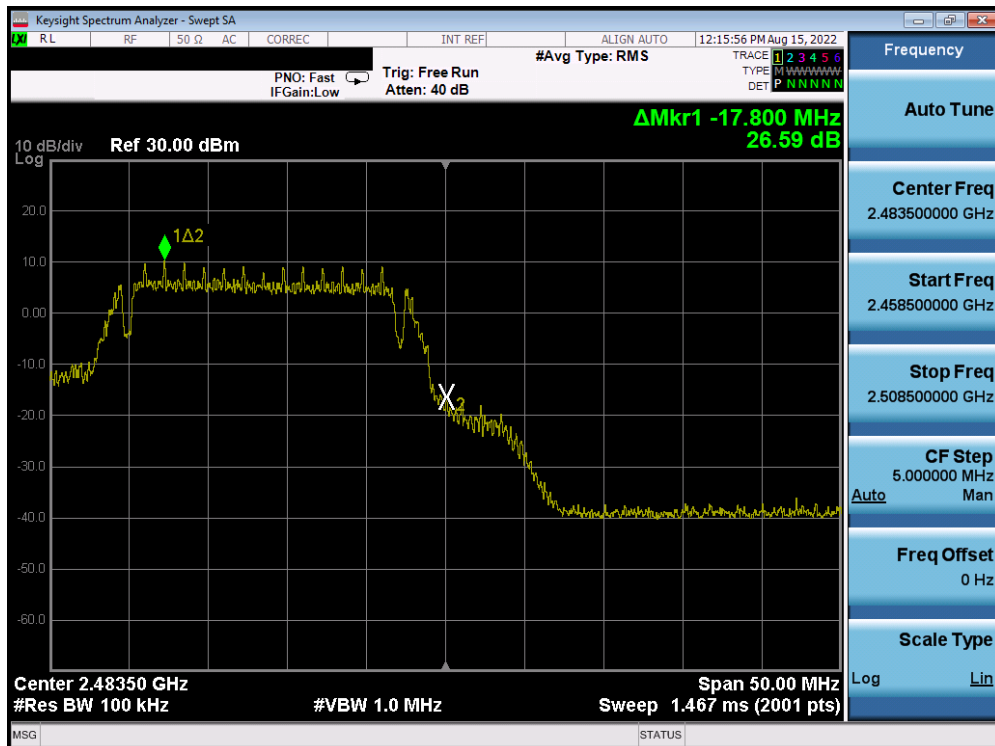 Keysight Spectrum Analyzer - Swept SA
LXI RL RF 50 Ω AC CORREC INT REF ALIGN AUTO 12:15:56 PM Aug 15, 2022
#Avg Type: RMS TRACE 1 2 3 4 5 6
PNO: Fast Trig: Free Run TYPE M W W W W W
IFGain:Low Atten: 40 dB DET P N N N N N
ΔMkr1 -17.800 MHz
26.59 dB
10 dB/div Ref 30.00 dBm
Log
20.0
1Δ2
10.0
0.00
-10.0
X2
-20.0
-30.0
-40.0
-50.0
-60.0
Center 2.48350 GHz Span 50.00 MHz
#Res BW 100 kHz #VBW 1.0 MHz Sweep 1.467 ms (2001 pts)
MSG STATUS
Frequency
Auto Tune
Center Freq
2.483500000 GHz
Start Freq
2.458500000 GHz
Stop Freq
2.508500000 GHz
CF Step
5.000000 MHz
Auto Man
Freq Offset
0 Hz
Scale Type
Log Lin